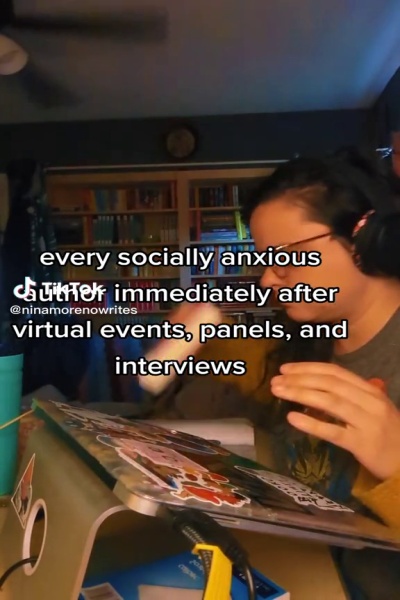 every socially anxious
TikTok
author immediately after
@ninamorenowrites
virtual events, panels, and
interviews